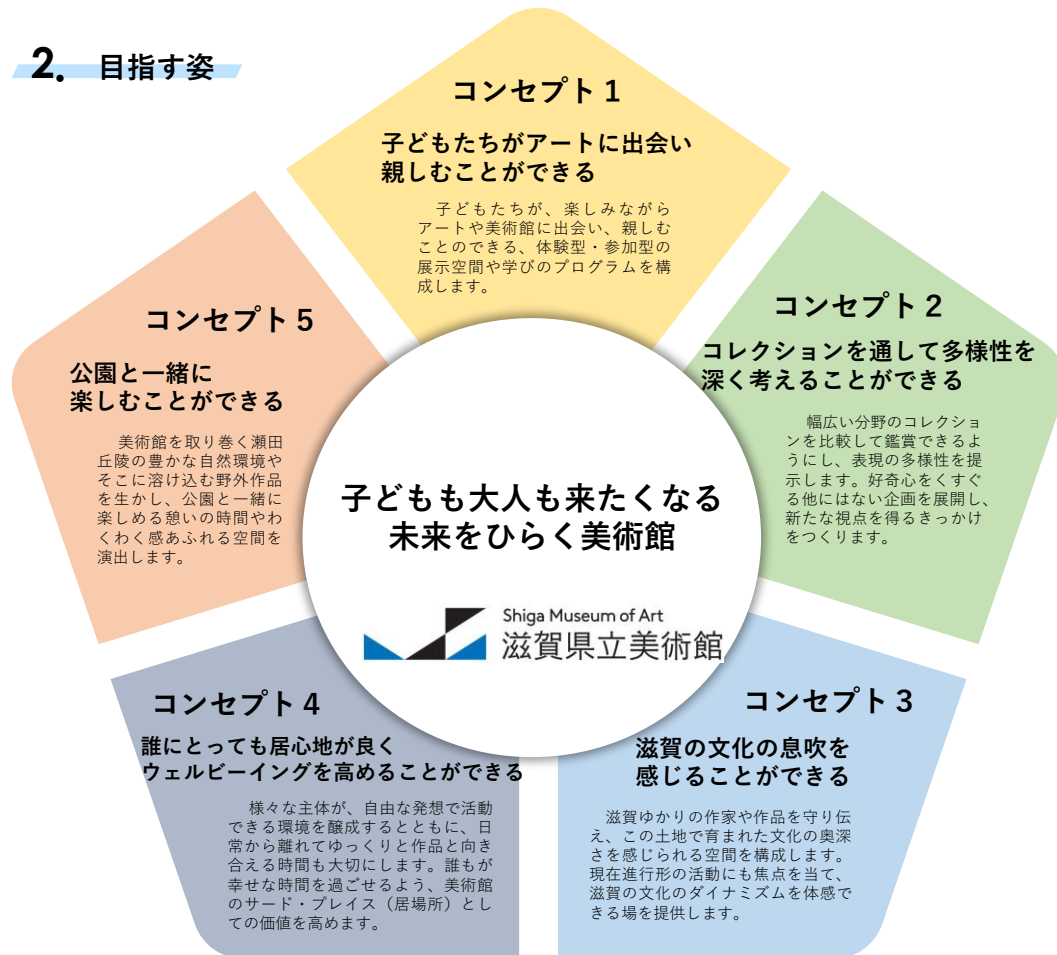 2. 目指す姿
コンセプト1
子どもたちがアートに出会い
親しむことができる
子どもたちが、楽しみながら
アートや美術館に出会い、親しむ
ことのできる、体験型・参加型の
展示空間や学びのプログラムを構
成します。
コンセプト2
コレクションを通して多様性を
深く考えることができる
幅広い分野のコレクショ
ンを比較して鑑賞できるよ
うにし、表現の多様性を提
示します。好奇心をくすぐ
る他にはない企画を展開し、
新たな視点を得るきっかけ
をつくります。
コンセプト3
滋賀の文化の息吹を
感じることができる
滋賀ゆかりの作家や作品を守り伝
え、この土地で育まれた文化の奥深
さを感じられる空間を構成します。
現在進行形の活動にも焦点を当て、
滋賀の文化のダイナミズムを体感で
きる場を提供します。
コンセプト4
誰にとっても居心地が良く
ウェルビーイングを高めることができる
様々な主体が、自由な発想で活動
できる環境を醸成するとともに、日
常から離れてゆっくりと作品と向き
合える時間も大切にします。誰もが
幸せな時間を過ごせるよう、美術館
のサード・プレイス（居場所）とし
ての価値を高めます。
コンセプト5
公園と一緒に
楽しむことができる
美術館を取り巻く瀬田
丘陵の豊かな自然環境や
そこに溶け込む野外作品
を生かし、公園と一緒に
楽しめる憩いの時間やわ
くわく感あふれる空間を
演出します。
子どもも大人も来たくなる
未来をひらく美術館
Shiga Museum of Art
滋賀県立美術館